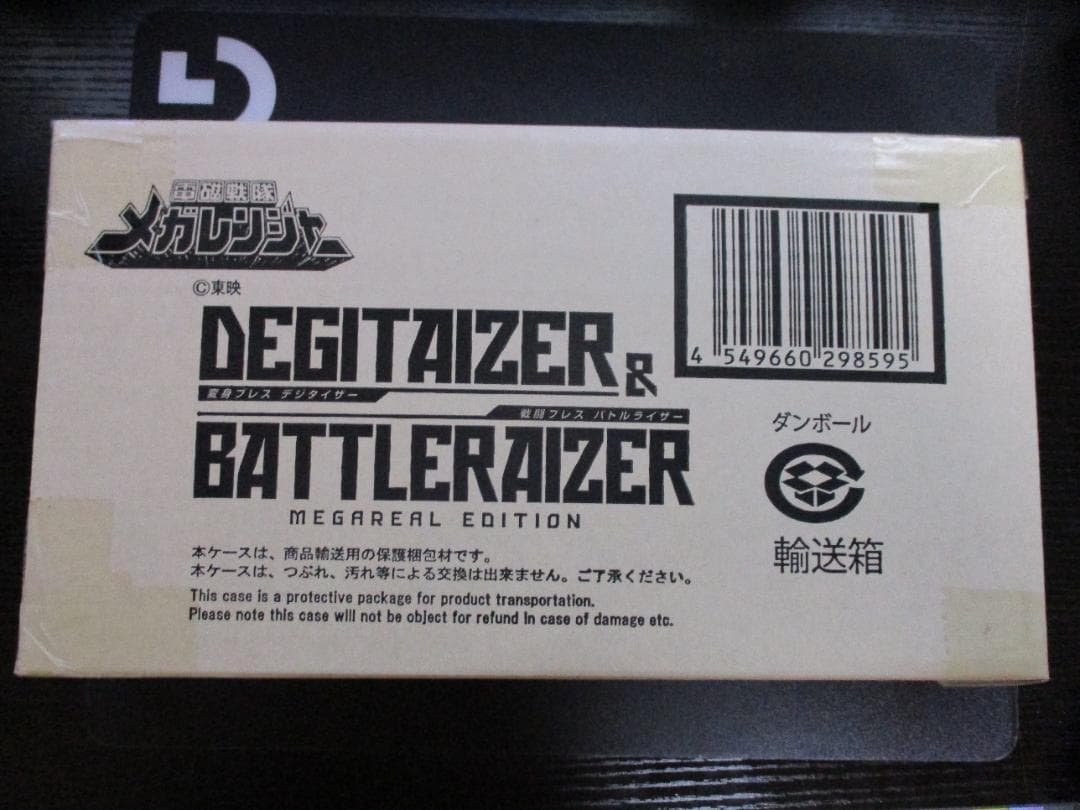 電磁戦隊
メガレンジャー
©東映
DEGITAIZER &
変身ブレス デジタイザー
戦闘ブレス バトルライザー
BATTLERAIZER
MEGAREAL EDITION
本ケースは、商品輸送用の保護梱包材です。
本ケースは、つぶれ、汚れ等による交換は出来ません。ご了承ください。
This case is a protective package for product transportation.
Please note this case will not be object for refund in case of damage etc.
4 549660 298595
ダンボール
輸送箱